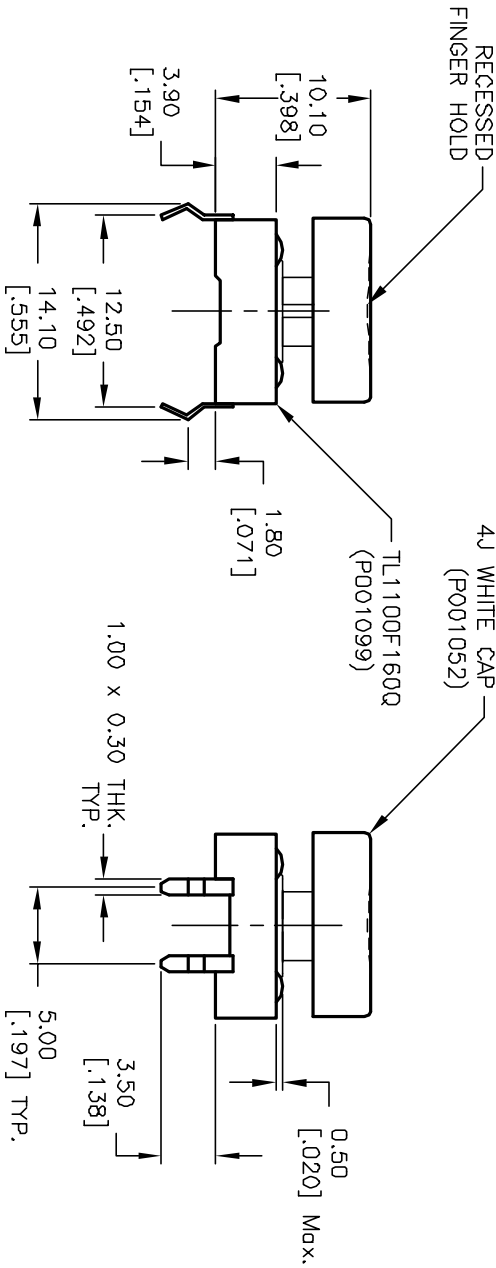 RECESSED
FINGER HOLD
10.10
[.398]
3.90
[.154]
12.50
[.492]
14.10
[.555]
1.80
[.071]
TL1100F160Q
(P001099)
4J WHITE CAP
(P001052)
1.00 x 0.30 THK.
TYP.
5.00
[.197] TYP.
3.50
[.138]
0.50
[.020] Max.